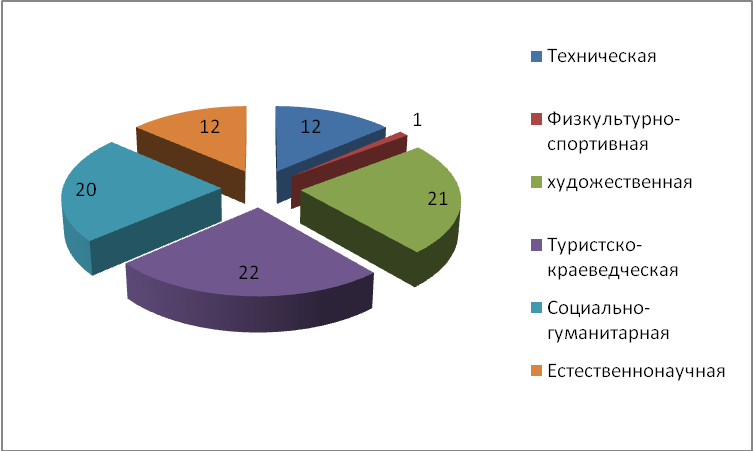 12
12
1
20
21
22
Техническая
Физкультурно-
спортивная
художественная
Туристско-
краеведческая
Социально-
гуманитарная
Естественнонаучная